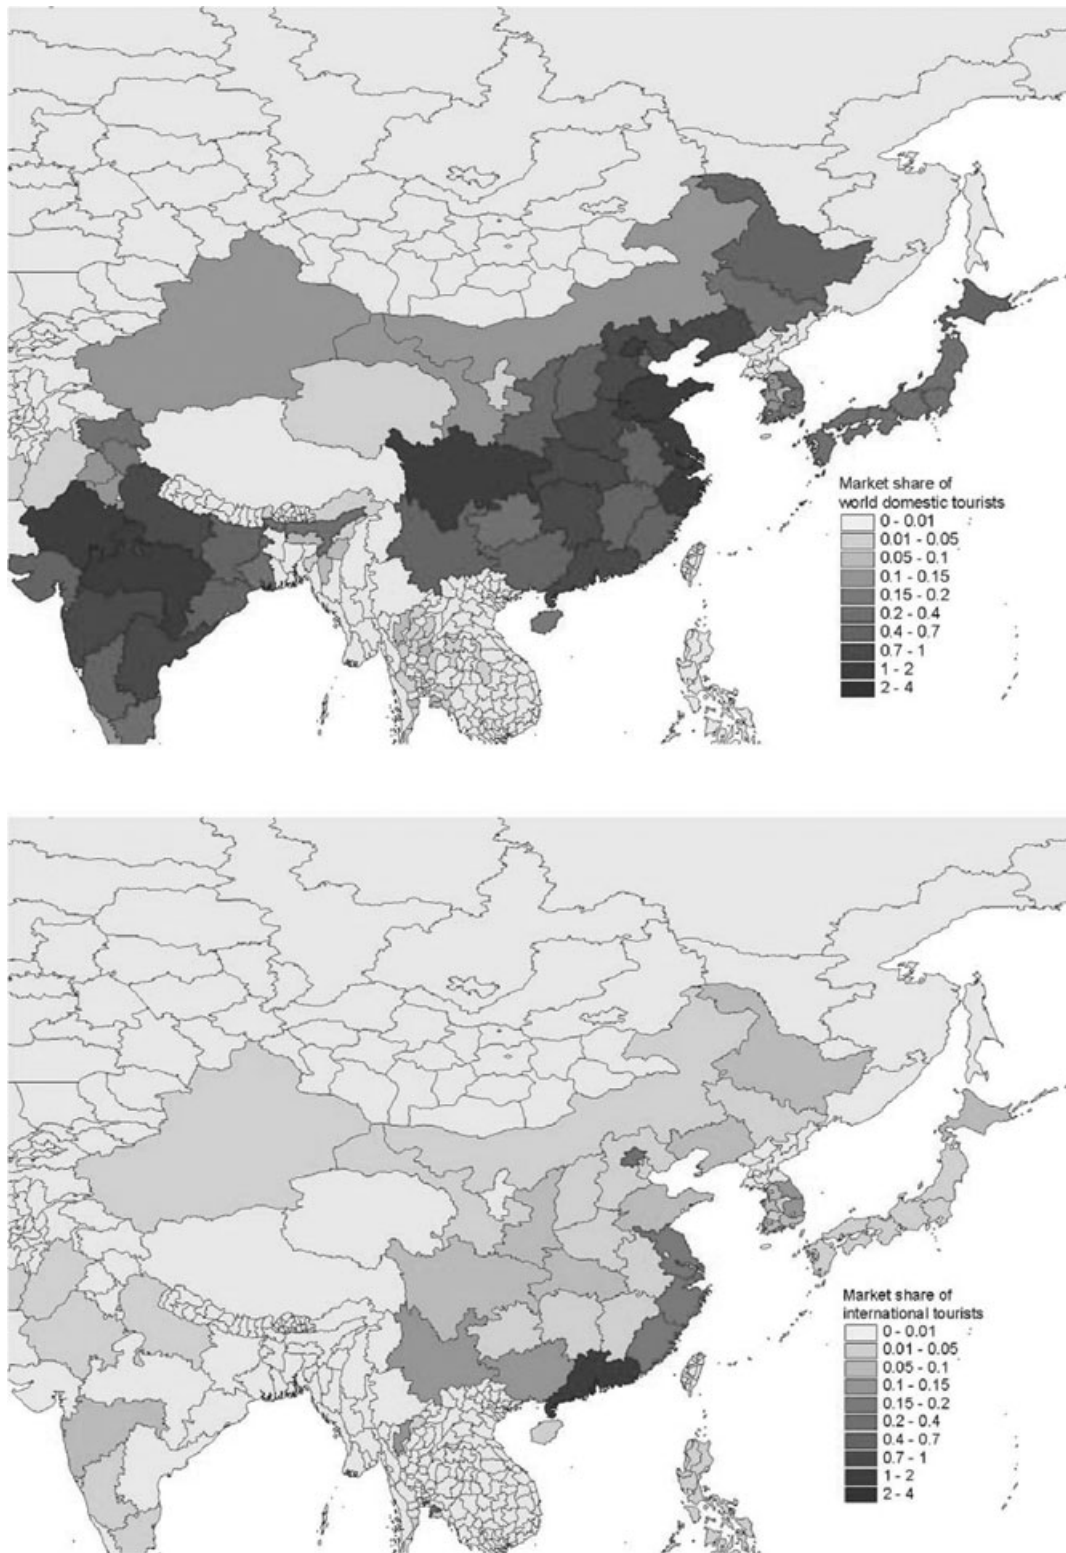 Market share of
world domestic tourists
0 - 0.01
0.01 - 0.05
0.05 - 0.1
0.1 - 0.15
0.15 - 0.2
0.2 - 0.4
0.4 - 0.7
0.7 - 1
1 - 2
2 - 4
Market share of
international tourists
0 - 0.01
0.01 - 0.05
0.05 - 0.1
0.1 - 0.15
0.15 - 0.2
0.2 - 0.4
0.4 - 0.7
0.7 - 1
1 - 2
2 - 4